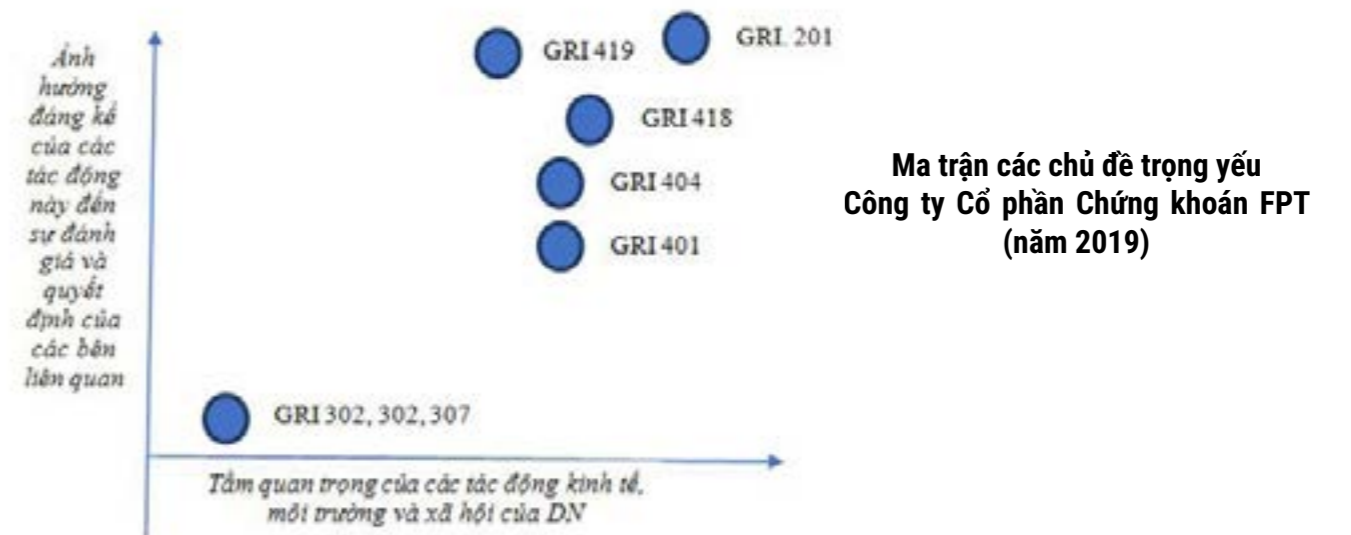 Ảnh
hưởng
đáng kể
của các
tác động
này đến
sự đánh
giá và
quyết
định của
các bên
liên quan
GRI 419
GRI. 201
GRI 418
GRI 404
GRI 401
GRI 302, 302, 307
Tầm quan trọng của các tác động kinh tế,
môi trường và xã hội của DN
Ma trận các chủ đề trọng yếu
Công ty Cổ phần Chứng khoán FPT
(năm 2019)